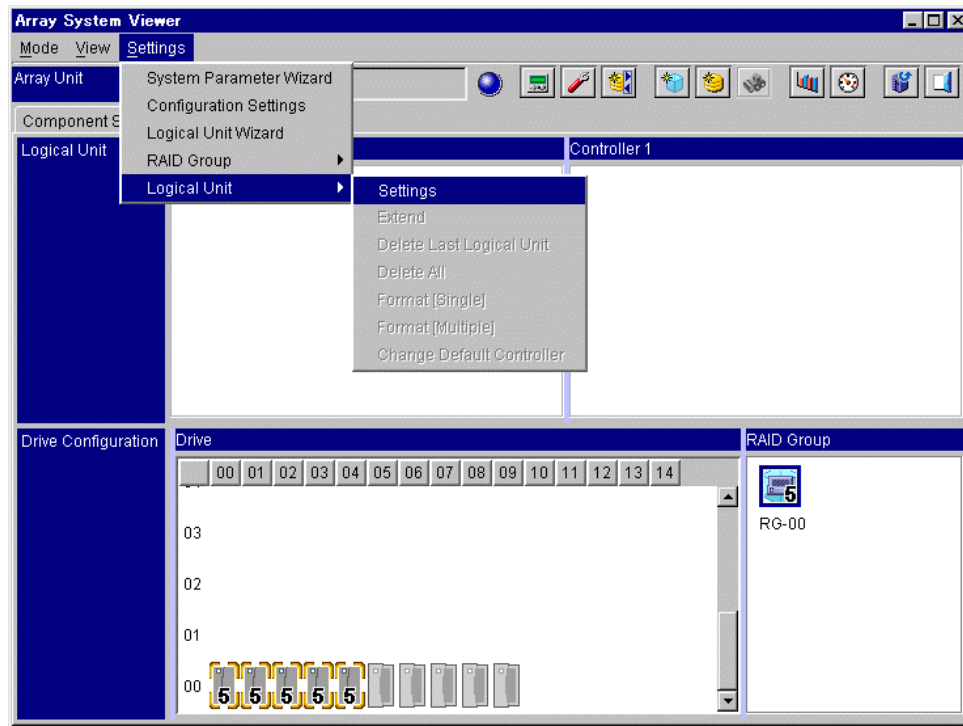 Array System Viewer
Mode View Settings
Array Unit
System Parameter Wizard
Configuration Settings
Logical Unit Wizard
RAID Group
Logical Unit
Component S
Logical Unit
Controller 1
Settings
Extend
Delete Last Logical Unit
Delete All
Format [Single]
Format [Multiple]
Change Default Controller
Drive Configuration
Drive
RAID Group
00 01 02 03 04 05 06 07 08 09 10 11 12 13 14
03
02
01
00
5 5 5 5 5
5
RG-00